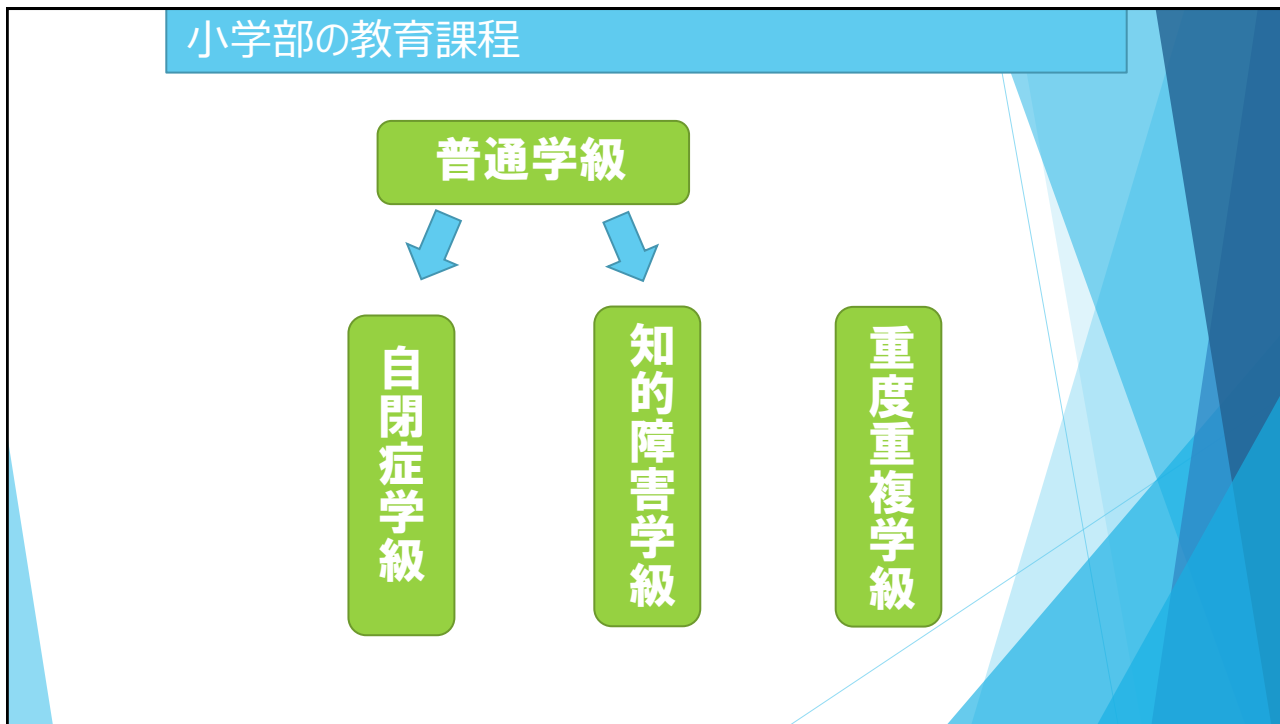 小学部の教育課程
普通学級
自閉症学級
知的障害学級
重度重複学級